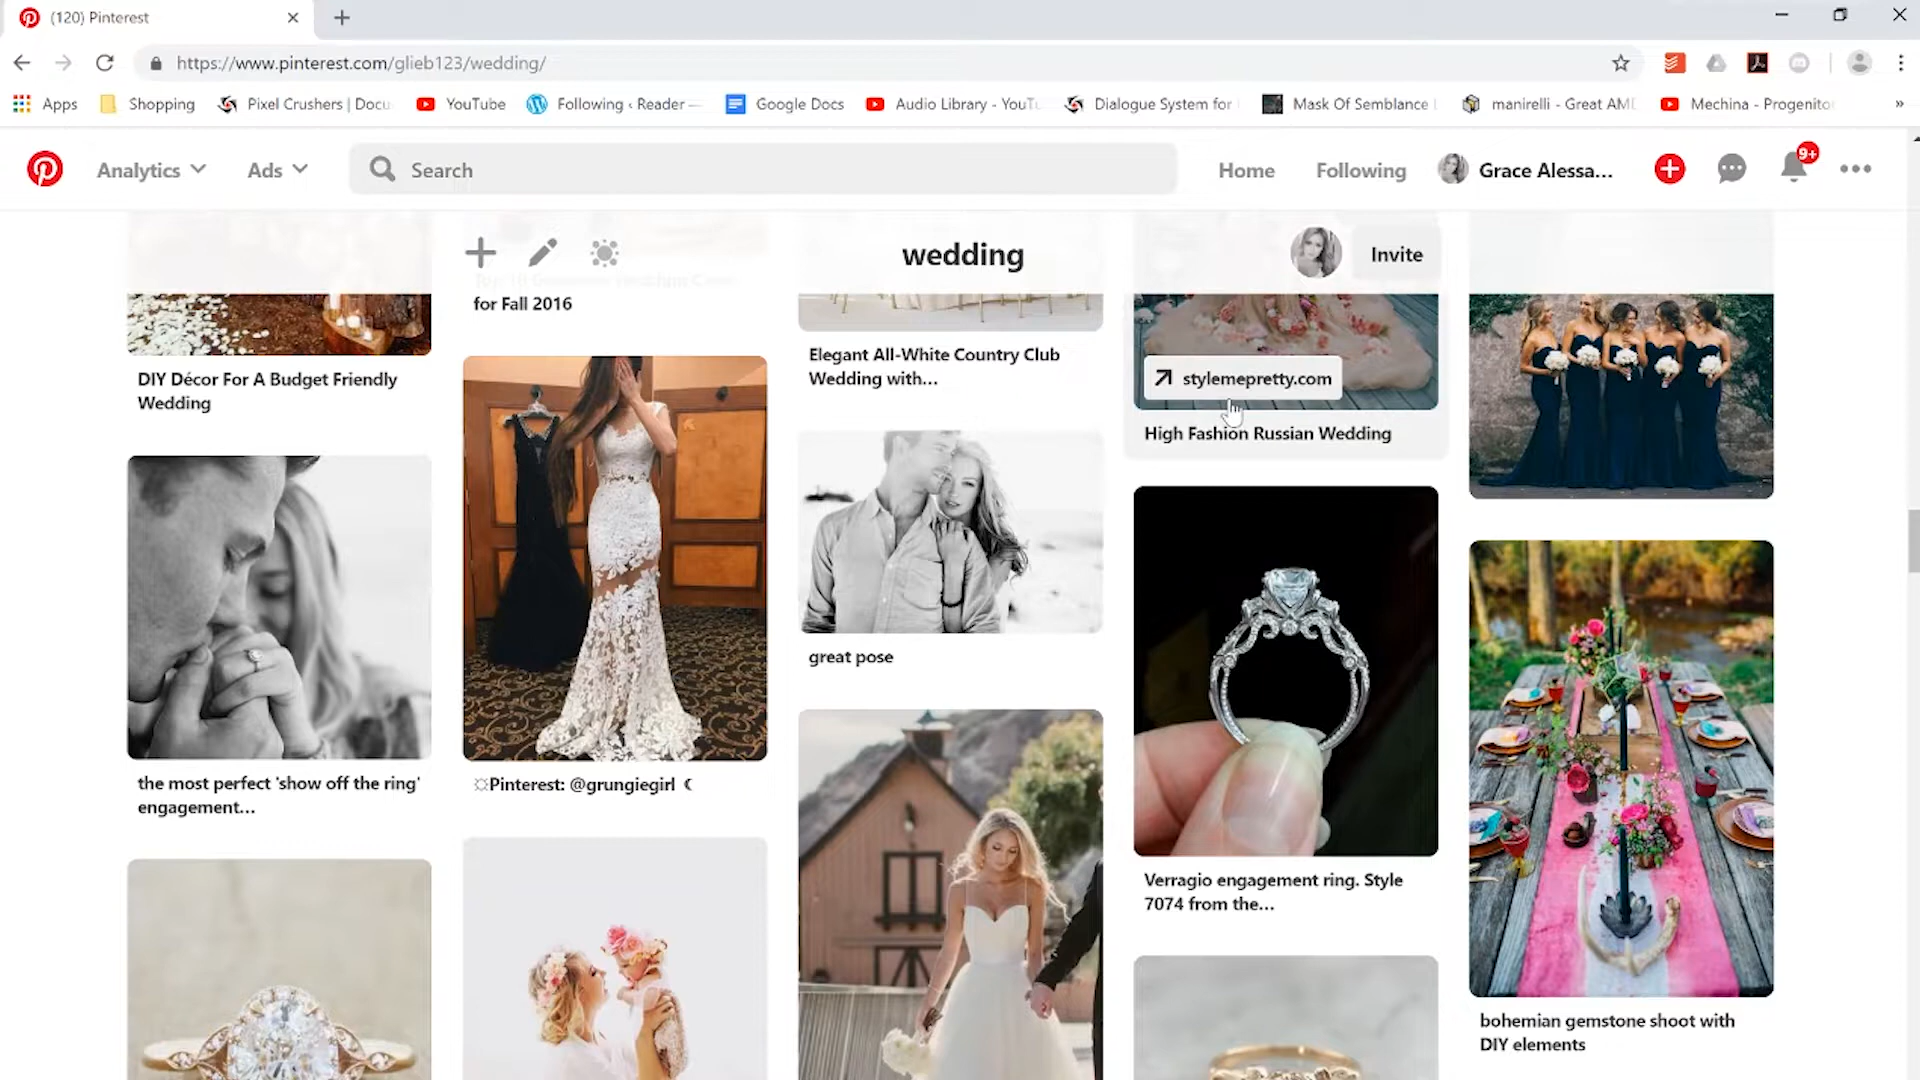 (120) Pinterest
https://www.pinterest.com/glieb123/wedding/
Apps
Shopping
Pixel Crushers | Docu
YouTube
Following ‹ Reader —
Google Docs
Audio Library - YouTu
Dialogue System for
Mask Of Semblance
manirelli - Great AM
Mechina - Progenitor
»
Analytics
Ads
Search
Home
Following
Grace Alessa...
9+
wedding
Invite
DIY Décor For A Budget Friendly
Wedding
the most perfect 'show off the ring'
engagement...
for Fall 2016
☼Pinterest: @grungiegirl ☾
Elegant All-White Country Club
Wedding with...
great pose
stylemepretty.com
High Fashion Russian Wedding
Verragio engagement ring. Style
7074 from the...
bohemian gemstone shoot with
DIY elements